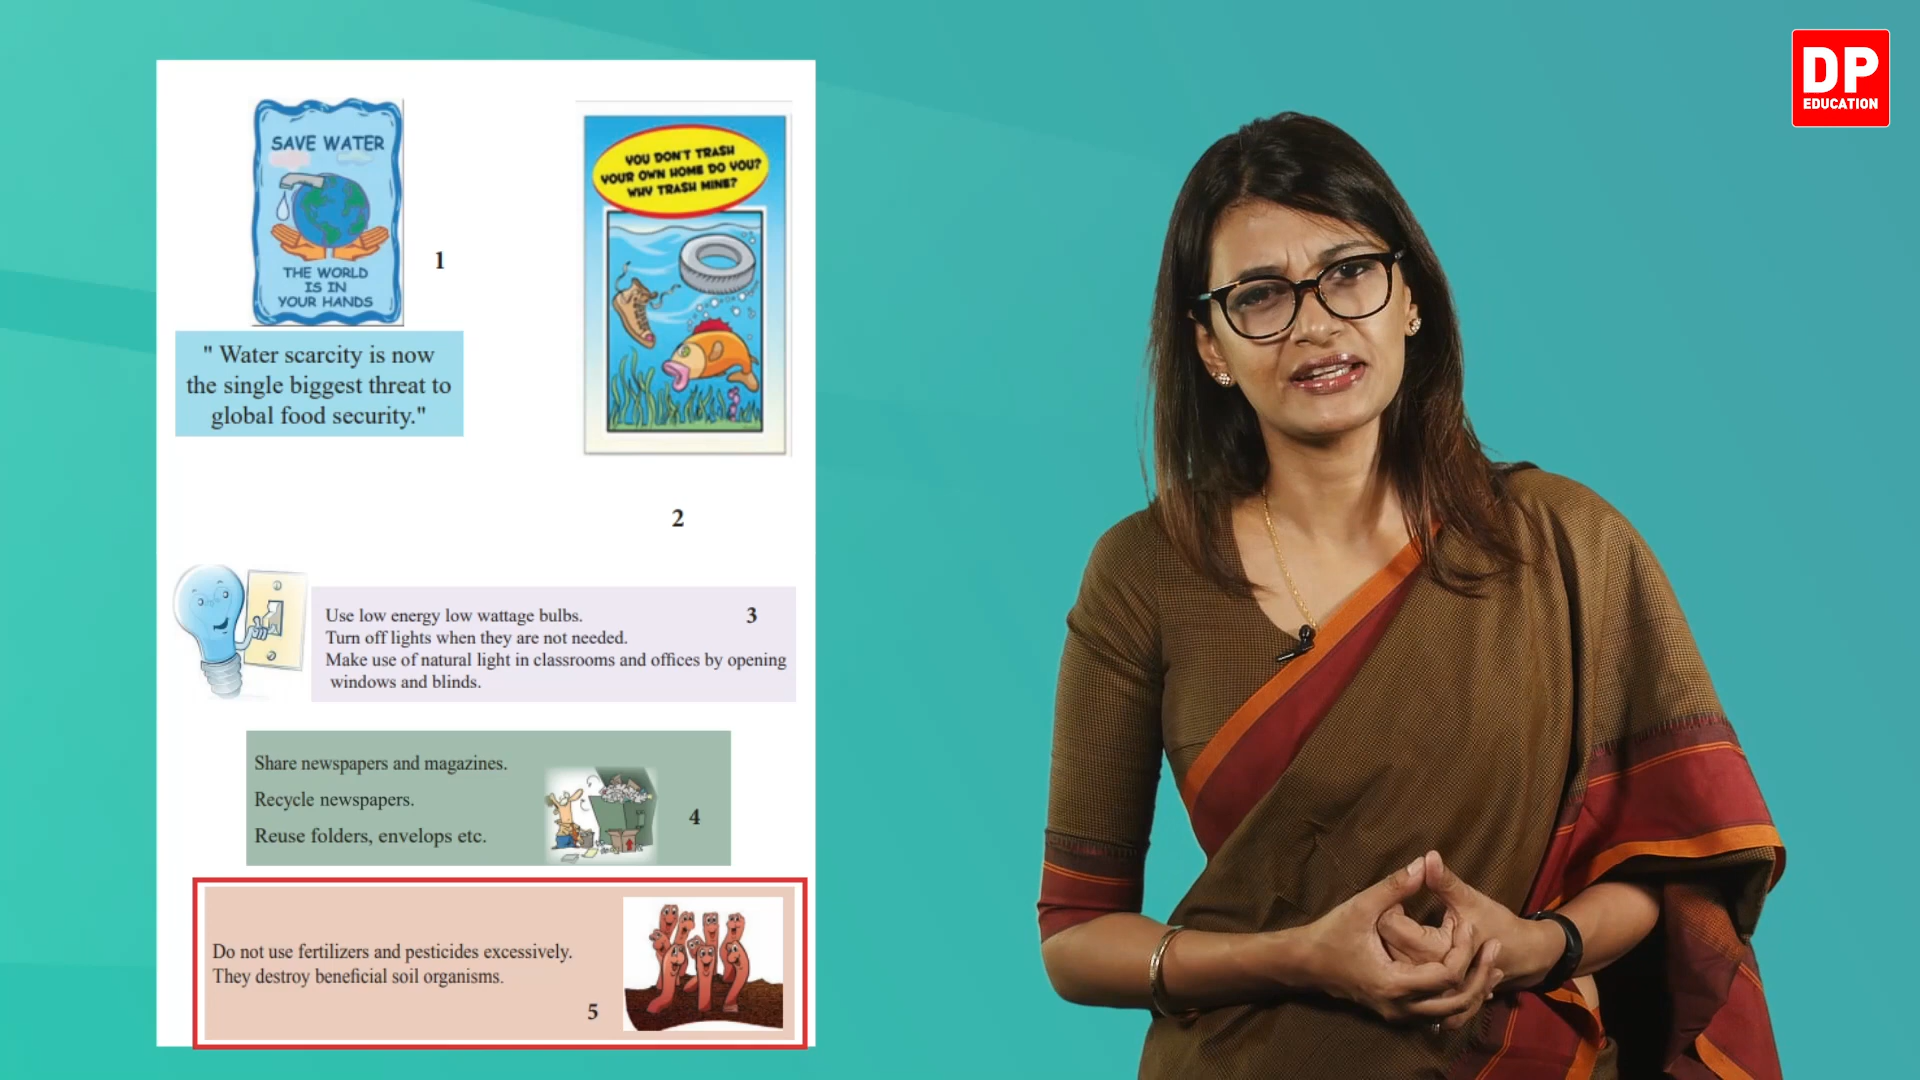 DP
EDUCATION
SAVE WATER
THE WORLD
IS IN
YOUR HANDS
1
" Water scarcity is now
the single biggest threat to
global food security."
YOU DON'T TRASH
YOUR OWN HOME DO YOU?
WHY TRASH MINE?
2
Use low energy low wattage bulbs.
3
Turn off lights when they are not needed.
Make use of natural light in classrooms and offices by opening
windows and blinds.
Share newspapers and magazines.
Recycle newspapers.
Reuse folders, envelops etc.
4
Do not use fertilizers and pesticides excessively.
They destroy beneficial soil organisms.
5